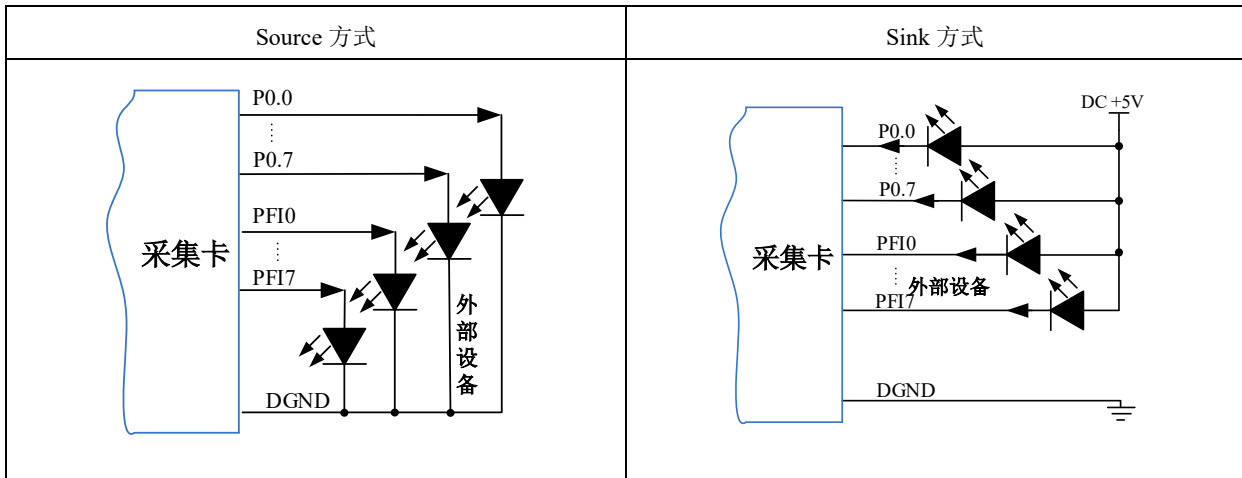 Source 方式
Sink 方式
P0.0
P0.7
PFI0
PFI7
采集卡
外部设备
DGND
DC +5V
P0.0
P0.7
PFI0
采集卡
外部设备
PFI7
DGND